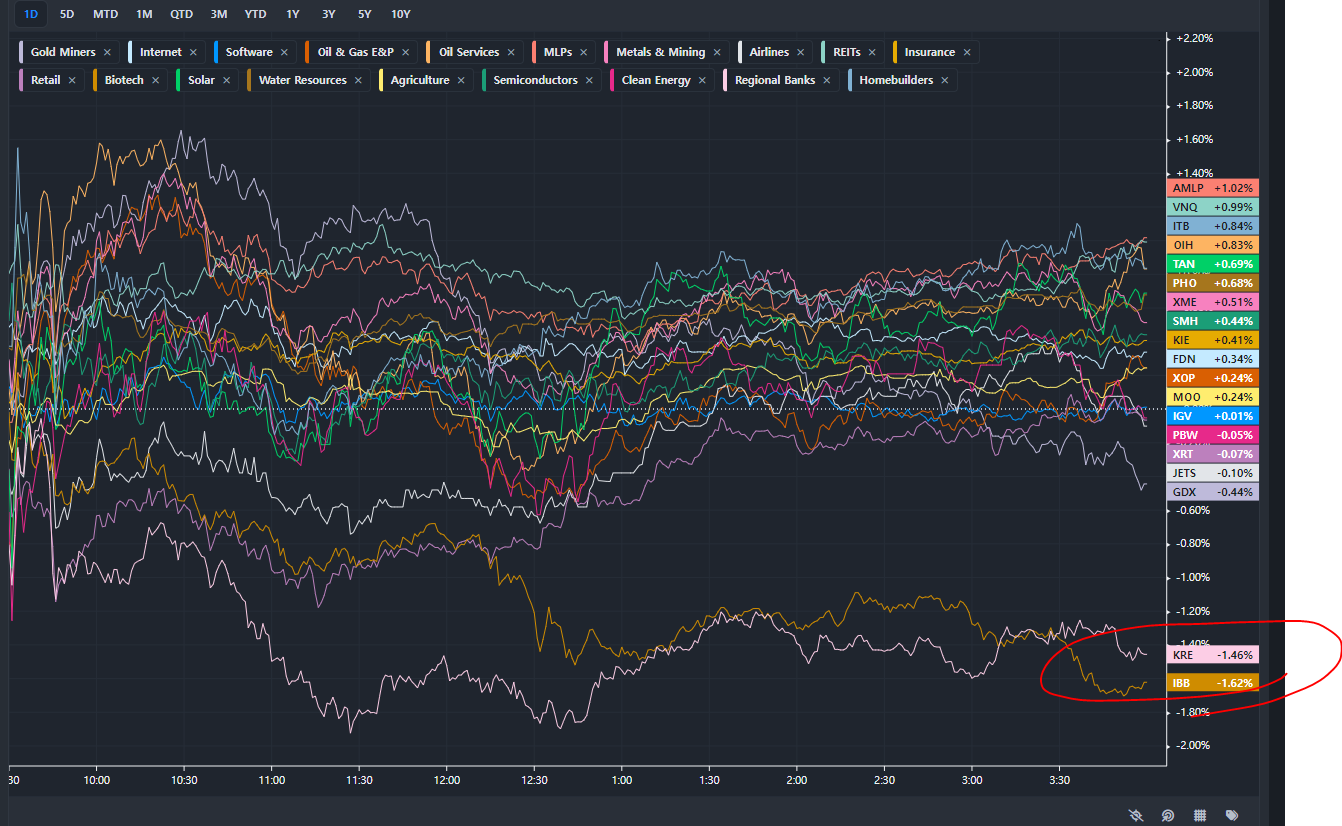 1D 5D MTD 1M QTD 3M YTD 1Y 3Y 5Y 10Y
Gold Miners × Internet × Software × Oil & Gas E&P × Oil Services × MLPs × Metals & Mining × Airlines × REITs × Insurance ×
Retail × Biotech × Solar × Water Resources × Agriculture × Semiconductors × Clean Energy × Regional Banks × Homebuilders ×
+2.20%
+2.00%
+1.80%
+1.60%
+1.40%
AMLP +1.02%
VNQ +0.99%
ITB +0.84%
OIH +0.83%
TAN +0.69%
PHO +0.68%
XME +0.51%
SMH +0.44%
KIE +0.41%
FDN +0.34%
XOP +0.24%
MOO +0.24%
IGV +0.01%
PBW -0.05%
XRT -0.07%
JETS -0.10%
GDX -0.44%
-0.60%
-0.80%
-1.00%
-1.20%
-1.40%
KRE -1.46%
IBB -1.62%
-1.80%
-2.00%
30 10:00 10:30 11:00 11:30 12:00 12:30 1:00 1:30 2:00 2:30 3:00 3:30